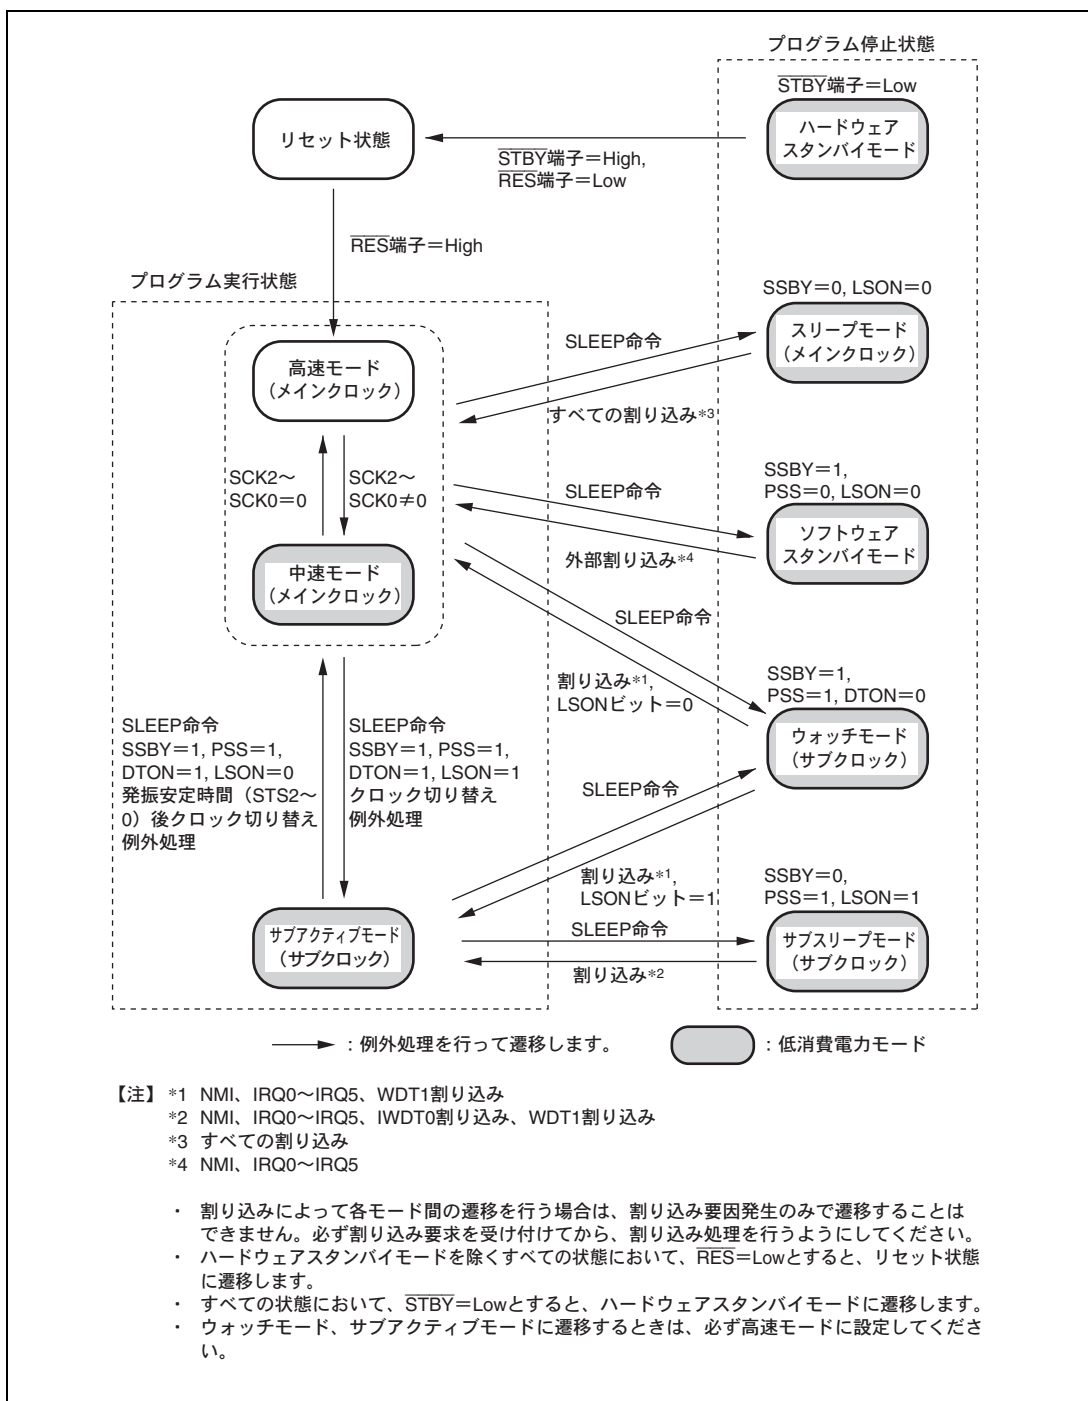 プログラム停止状態
STBY端子＝Low
ハードウェア
スタンバイモード
リセット状態
STBY端子＝High,
RES端子＝Low
RES端子＝High
プログラム実行状態
SSBY＝0, LSON＝0
スリープモード
（メインクロック）
SLEEP命令
すべての割り込み*3
高速モード
（メインクロック）
SCK2～
SCK0＝0
SCK2～
SCK0≠0
中速モード
（メインクロック）
SSBY＝1,
PSS＝0, LSON＝0
ソフトウェア
スタンバイモード
SLEEP命令
外部割り込み*4
SLEEP命令
割り込み*1,
LSONビット＝0
SSBY＝1,
PSS＝1, DTON＝0
ウォッチモード
（サブクロック）
SLEEP命令
SSBY＝1, PSS＝1,
DTON＝1, LSON＝0
発振安定時間（STS2～
0）後クロック切り替え
例外処理
SLEEP命令
SSBY＝1, PSS＝1,
DTON＝1, LSON＝1
クロック切り替え
例外処理
SLEEP命令
割り込み*1,
LSONビット＝1
SSBY＝0,
PSS＝1, LSON＝1
サブスリープモード
（サブクロック）
SLEEP命令
割り込み*2
サブアクティブモード
（サブクロック）
：例外処理を行って遷移します。
：低消費電力モード
【注】 *1 NMI、IRQ0～IRQ5、WDT1割り込み
*2 NMI、IRQ0～IRQ5、IWDT0割り込み、WDT1割り込み
*3 すべての割り込み
*4 NMI、IRQ0～IRQ5
・ 割り込みによって各モード間の遷移を行う場合は、割り込み要因発生のみで遷移することは
できません。必ず割り込み要求を受け付けてから、割り込み処理を行うようにしてください。
・ ハードウェアスタンバイモードを除くすべての状態において、RES＝Lowとすると、リセット状態
に遷移します。
・ すべての状態において、STBY＝Lowとすると、ハードウェアスタンバイモードに遷移します。
・ ウォッチモード、サブアクティブモードに遷移するときは、必ず高速モードに設定してくださ
い。